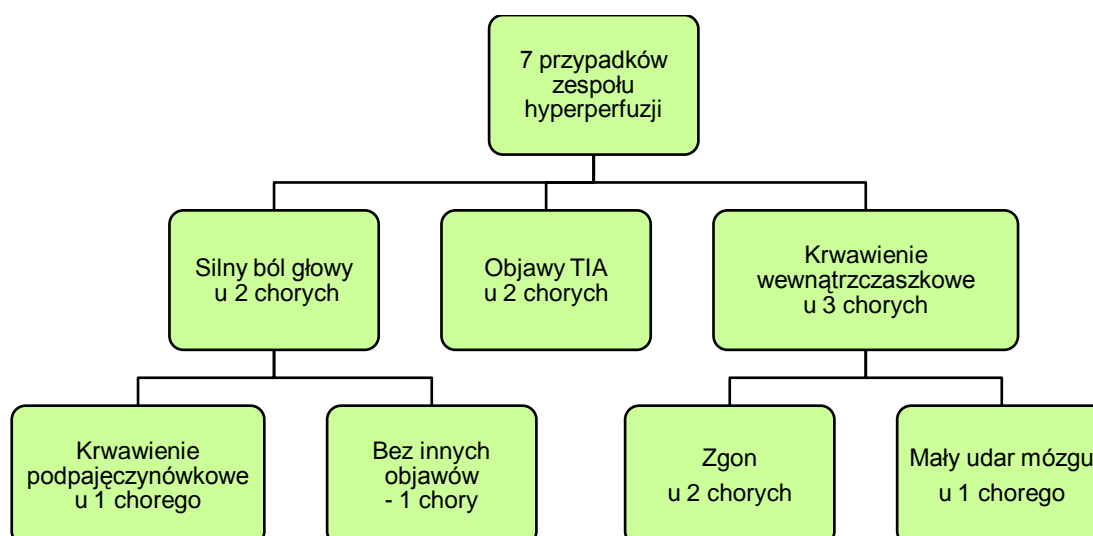 7 przypadków
zespołu
hyperperfuzji
Silny ból głowy
u 2 chorych
Objawy TIA
u 2 chorych
Krwawienie
wewnątrzczaszkowe
u 3 chorych
Krwawienie
podpajęczynówkowe
u 1 chorego
Bez innych
objawów
- 1 chory
Zgon
u 2 chorych
Mały udar mózgu
u 1 chorego